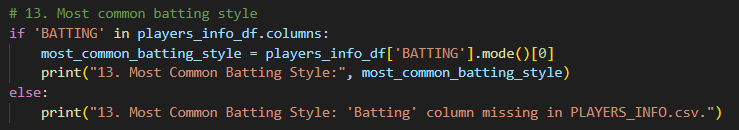 # 13. Most common batting style
if 'BATTING' in players_info_df.columns:
    most_common_batting_style = players_info_df['BATTING'].mode()[0]
    print("13. Most Common Batting Style:", most_common_batting_style)
else:
    print("13. Most Common Batting Style: 'Batting' column missing in PLAYERS_INFO.csv.")